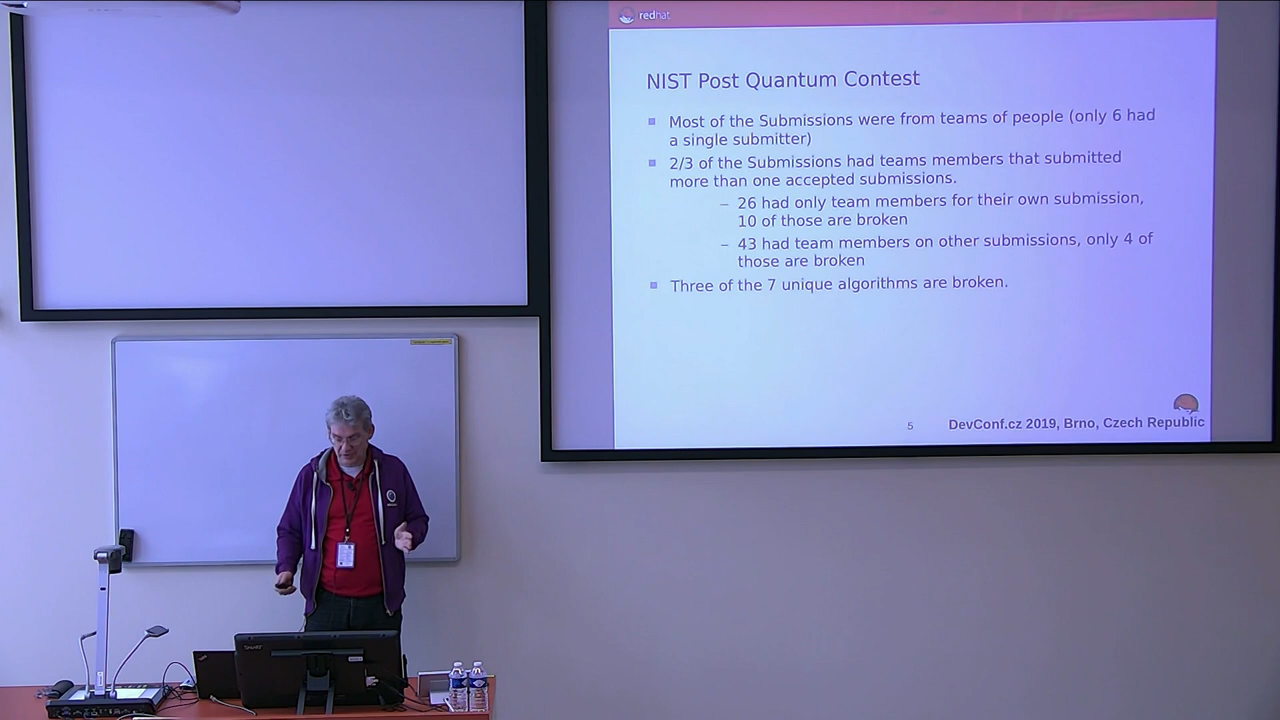 redhat
NIST Post Quantum Contest
Most of the Submissions were from teams of people (only 6 had
a single submitter)
2/3 of the Submissions had teams members that submitted
more than one accepted submissions.
– 26 had only team members for their own submission,
10 of those are broken
– 43 had team members on other submissions, only 4 of
those are broken
Three of the 7 unique algorithms are broken.
5 DevConf.cz 2019, Brno, Czech Republic